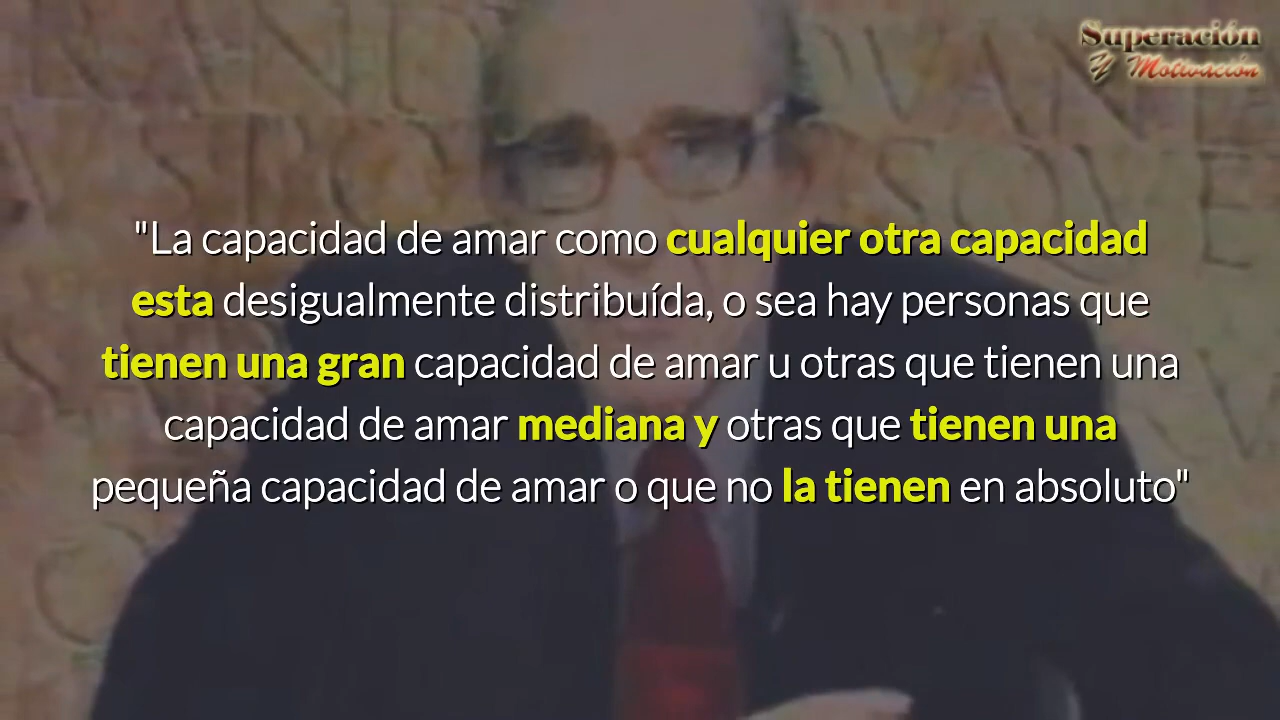 Superación
Y Motivación
"La capacidad de amar como cualquier otra capacidad
esta desigualmente distribuída, o sea hay personas que
tienen una gran capacidad de amar u otras que tienen una
capacidad de amar mediana y otras que tienen una
pequeña capacidad de amar o que no la tienen en absoluto"